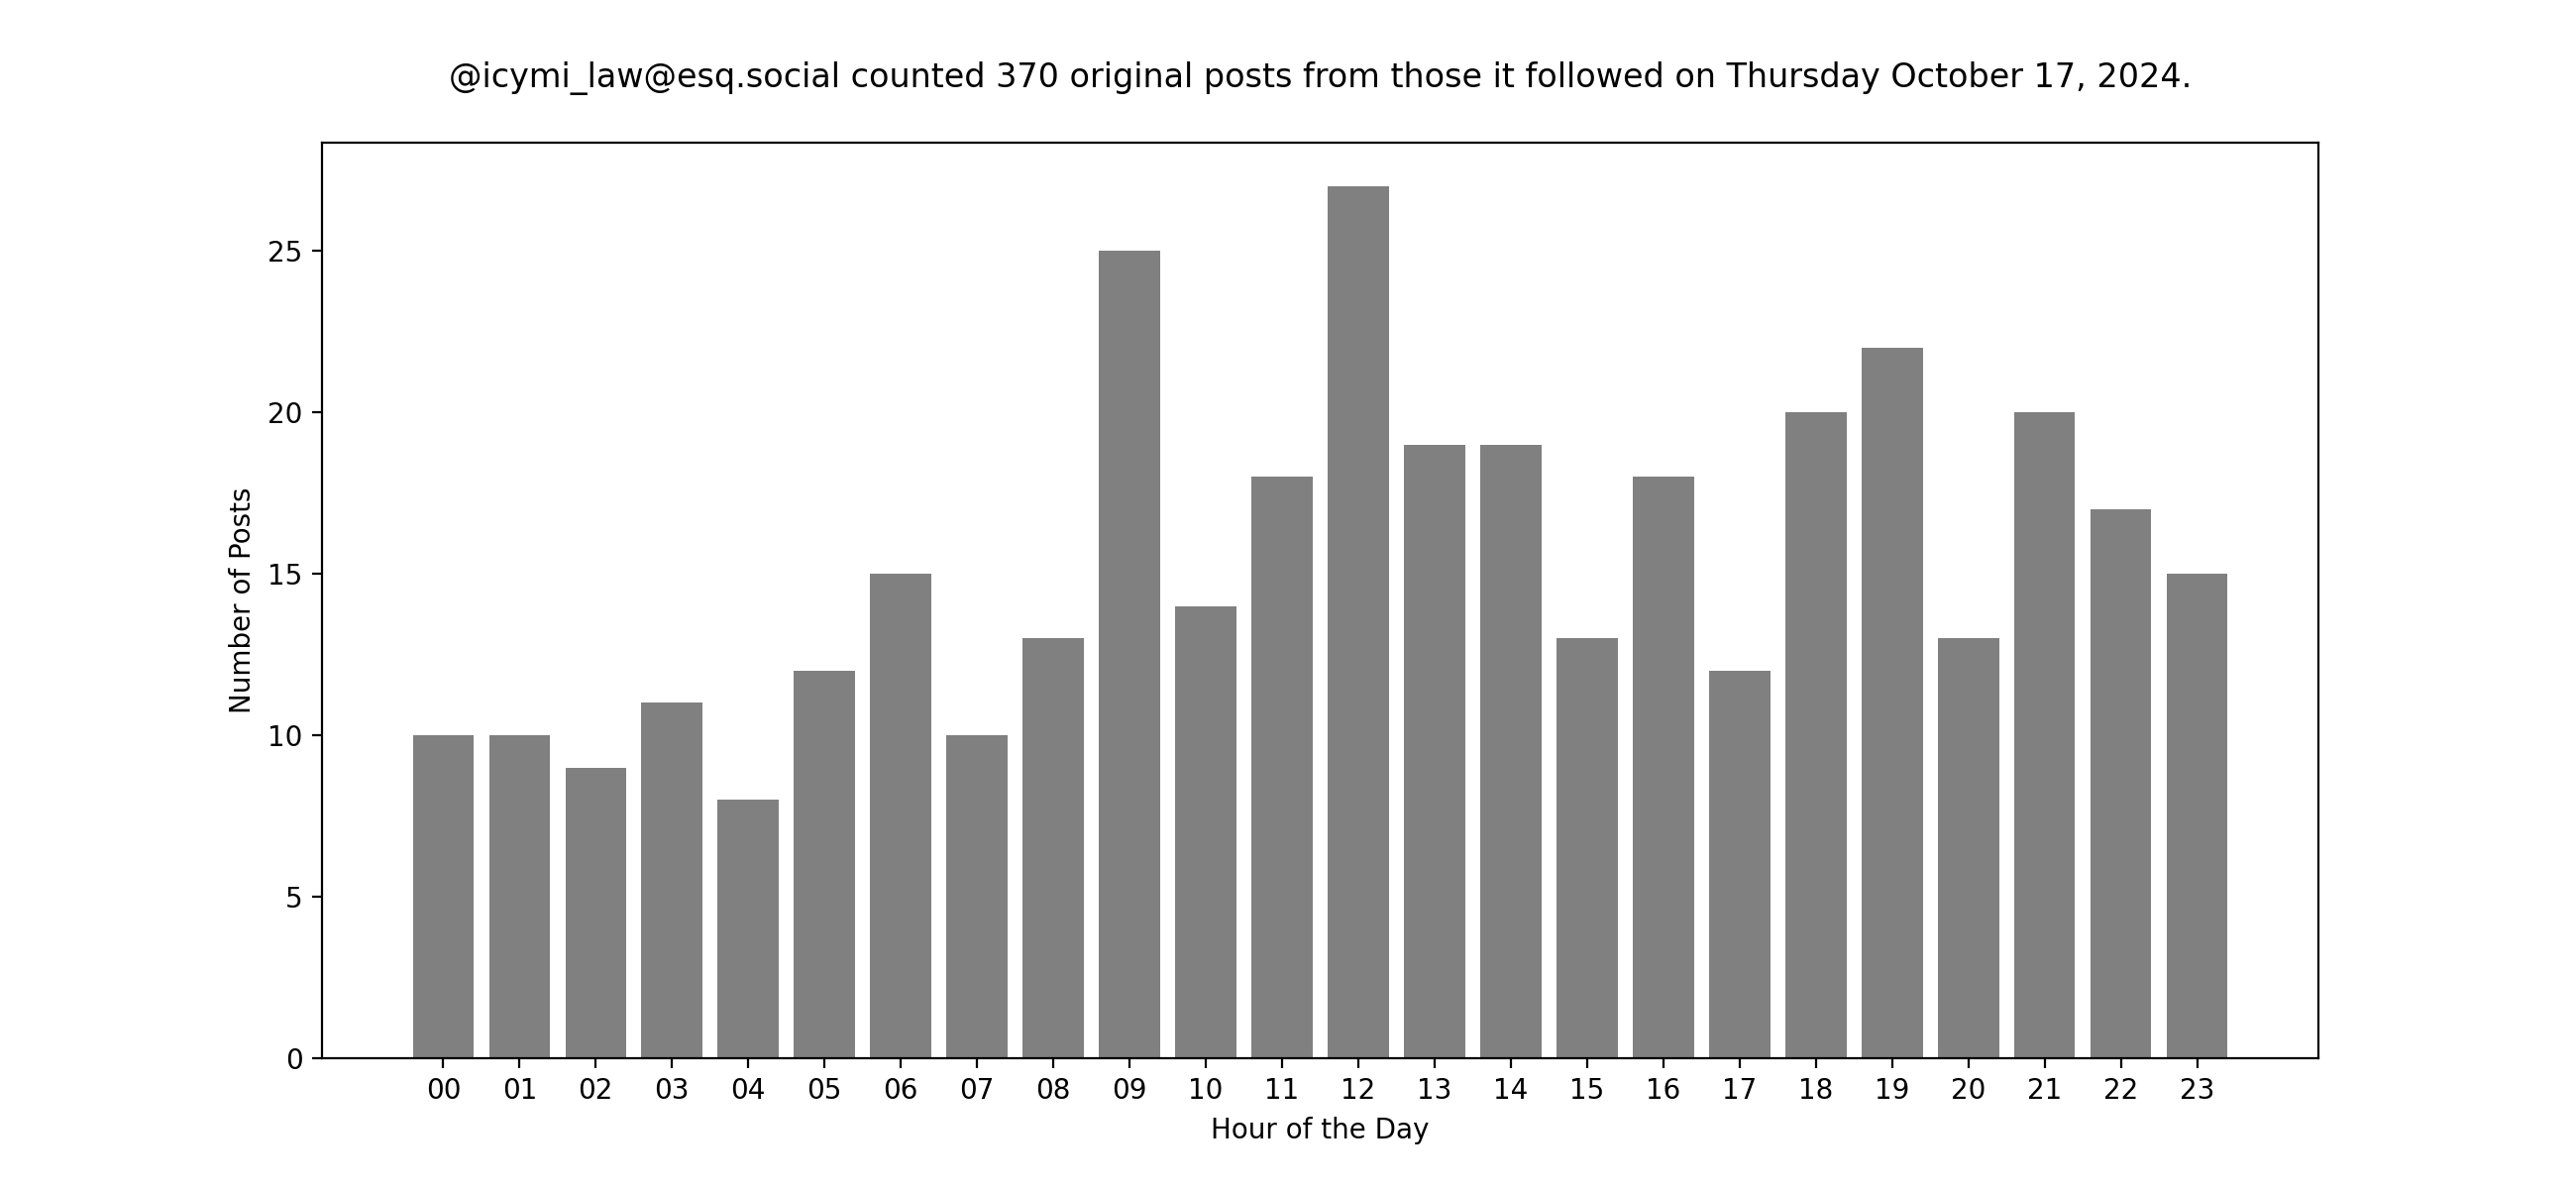 @icymi_law@esq.social counted 370 original posts from those it followed on Thursday October 17, 2024.
25
20
15
10
5
0
Number of Posts
00 01 02 03 04 05 06 07 08 09 10 11 12 13 14 15 16 17 18 19 20 21 22 23
Hour of the Day